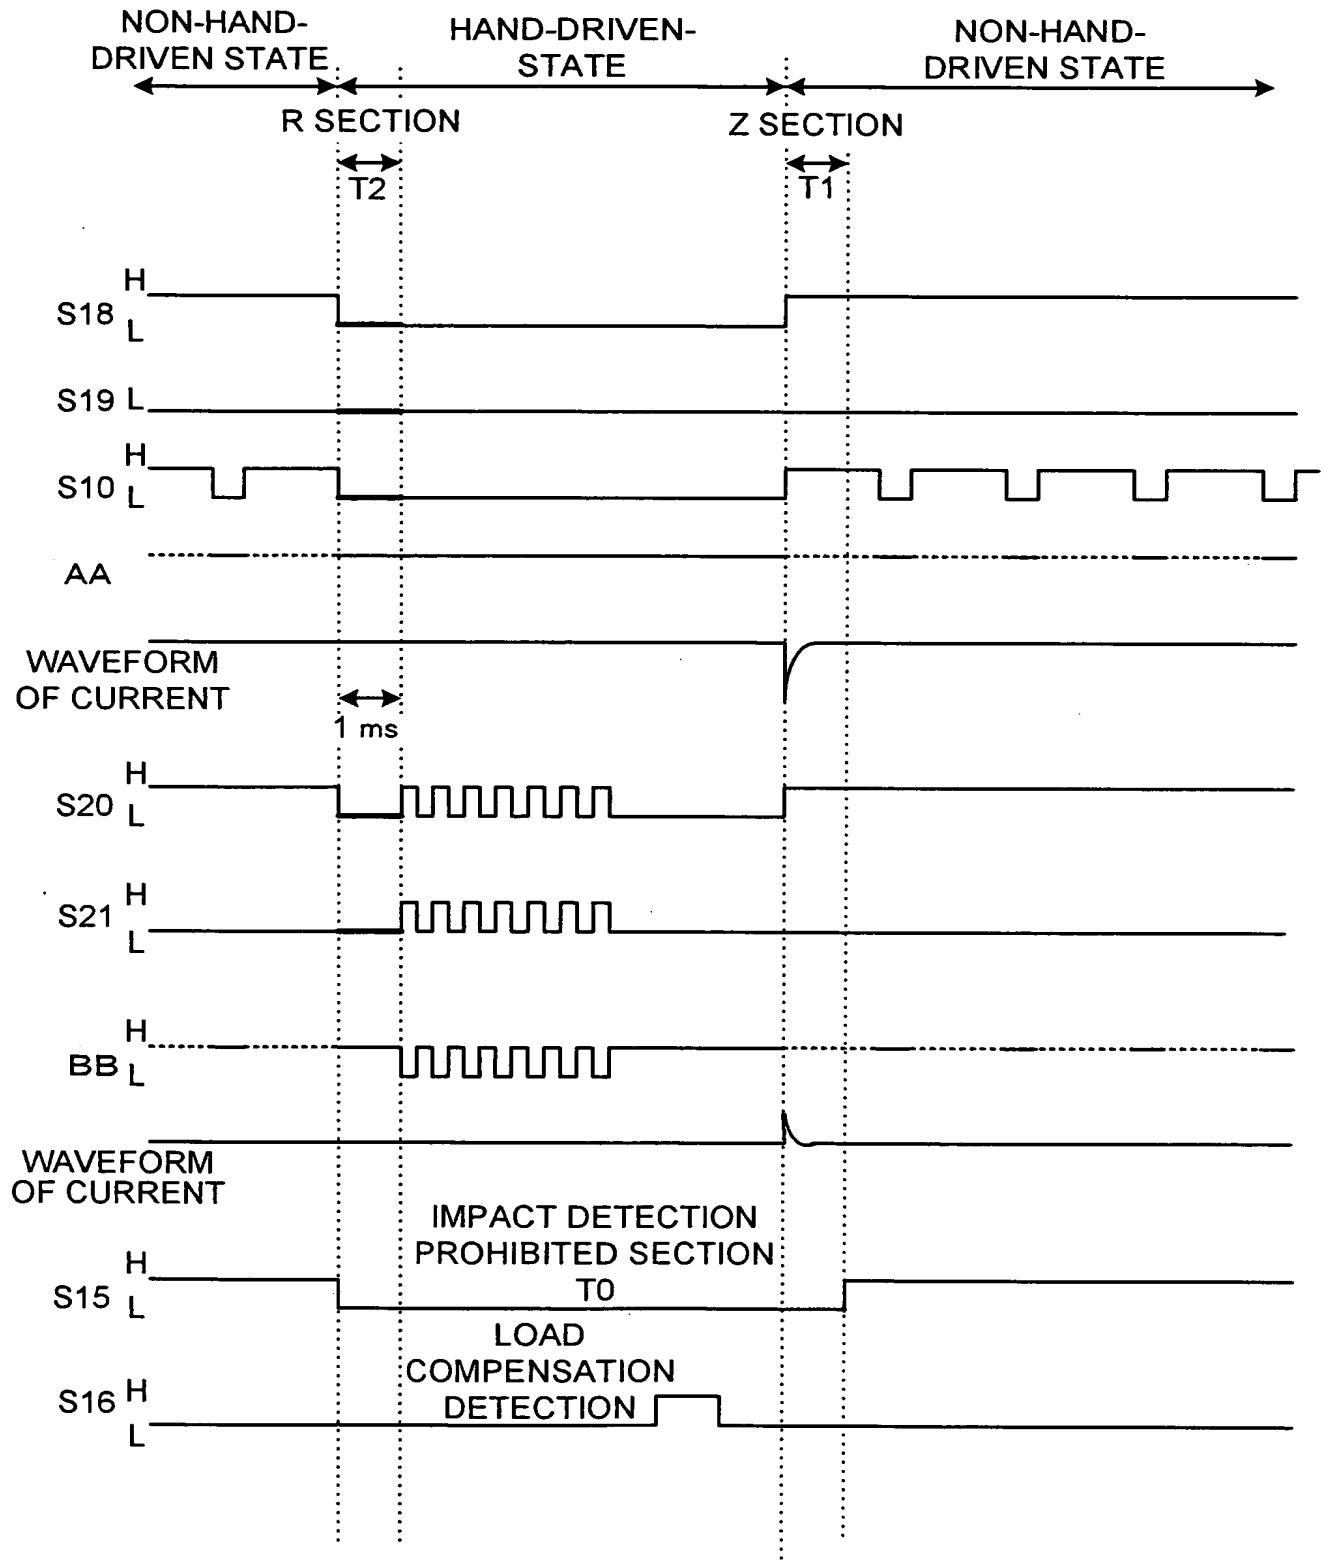 NON-HAND-
DRIVEN STATE
HAND-DRIVEN-
STATE
NON-HAND-
DRIVEN STATE
R SECTION
Z SECTION
T2
T1
H
S18
L
S19 L
H
S10
L
AA
WAVEFORM
OF CURRENT
1 ms
H
S20
L
H
S21
L
H
BB
L
WAVEFORM
OF CURRENT
IMPACT DETECTION
PROHIBITED SECTION
T0
H
S15
L
LOAD
COMPENSATION
DETECTION
H
S16
L